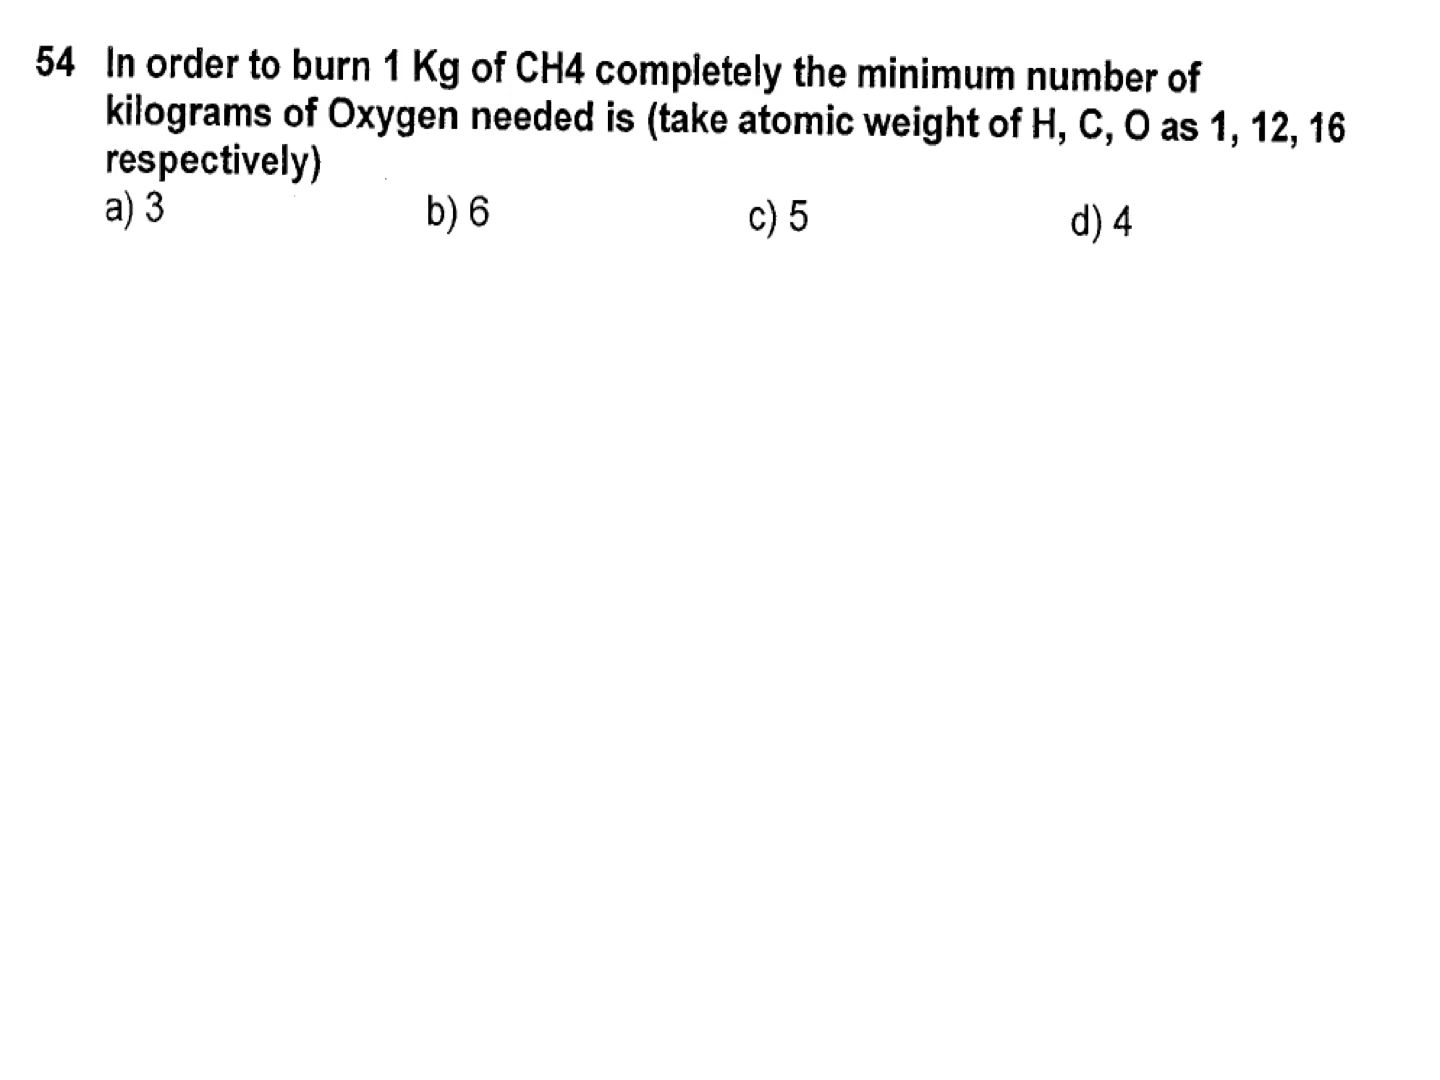 54 In order to burn 1 Kg of CH4 completely the minimum number of
kilograms of Oxygen needed is (take atomic weight of H, C, O as 1, 12, 16
respectively)
a) 3 b) 6 c) 5 d) 4